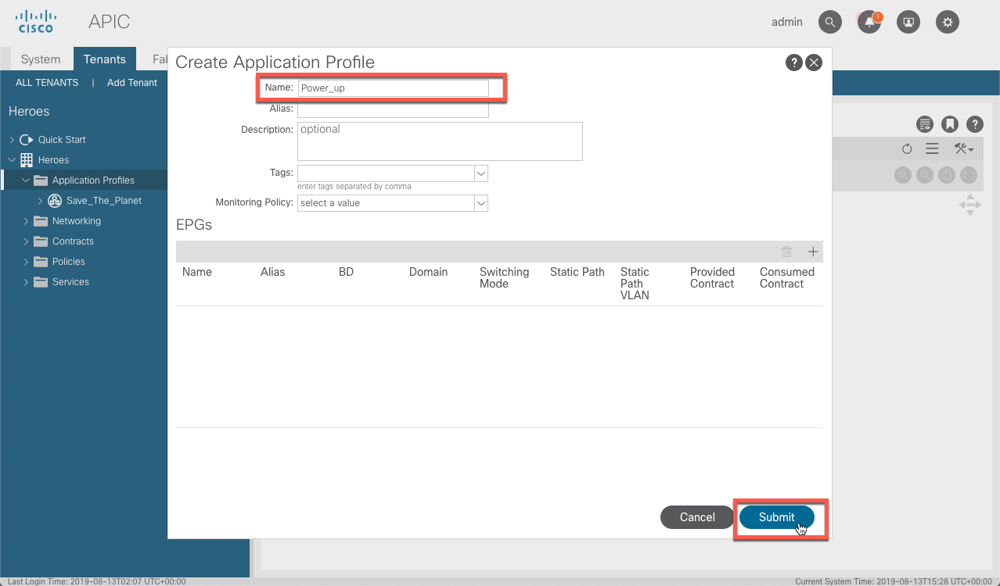 CISCO APIC
admin
1
System Tenants Fab
ALL TENANTS | Add Tenant
Heroes
Quick Start
Heroes
Application Profiles
Save_The_Planet
Networking
Contracts
Policies
Services
Create Application Profile
?
Name: Power_up
Alias:
Description: optional
Tags:
enter tags separated by comma
Monitoring Policy: select a value
EPGs
Name Alias BD Domain Switching Mode Static Path Static Path VLAN Provided Contract Consumed Contract
Cancel Submit
?
100%
Last Login Time: 2019-08-13T02:07 UTC+00:00
Current System Time: 2019-08-13T15:28 UTC+00:00